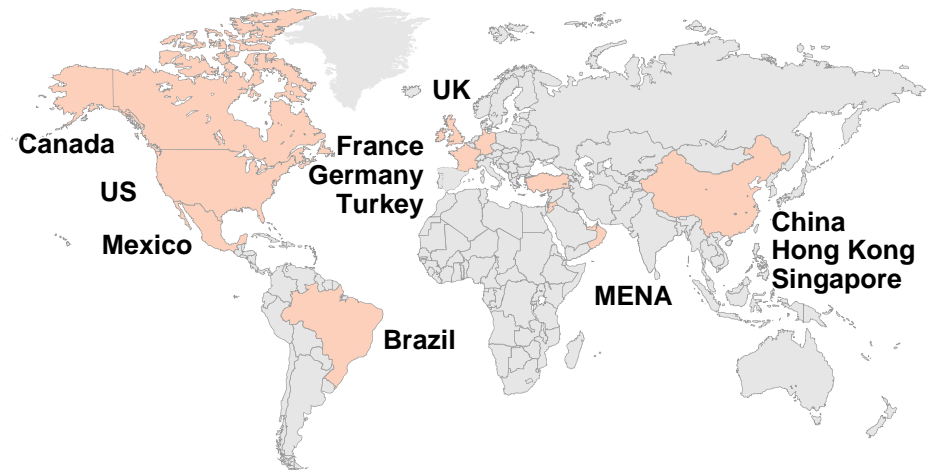 UK
Canada
France
Germany
Turkey
US
Mexico
China
Hong Kong
Singapore
MENA
Brazil